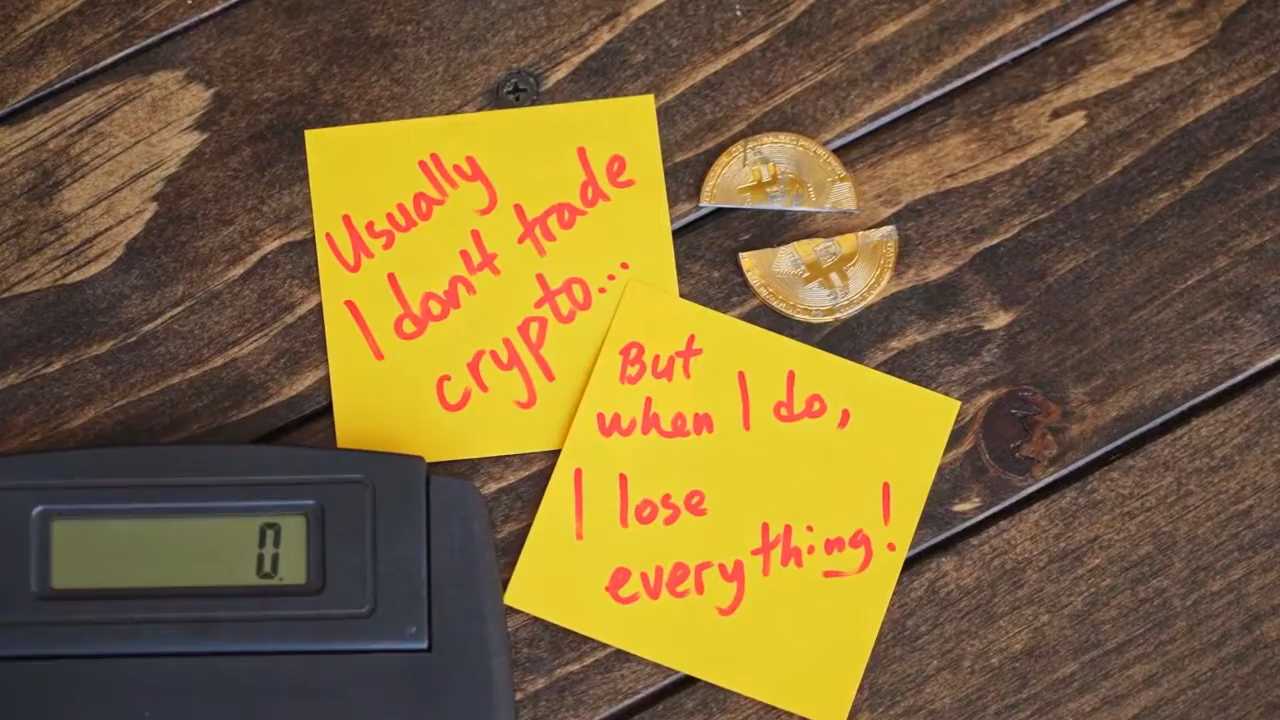 Usually
I don't trade
crypto...
But
when I do,
I lose
everything!
0.